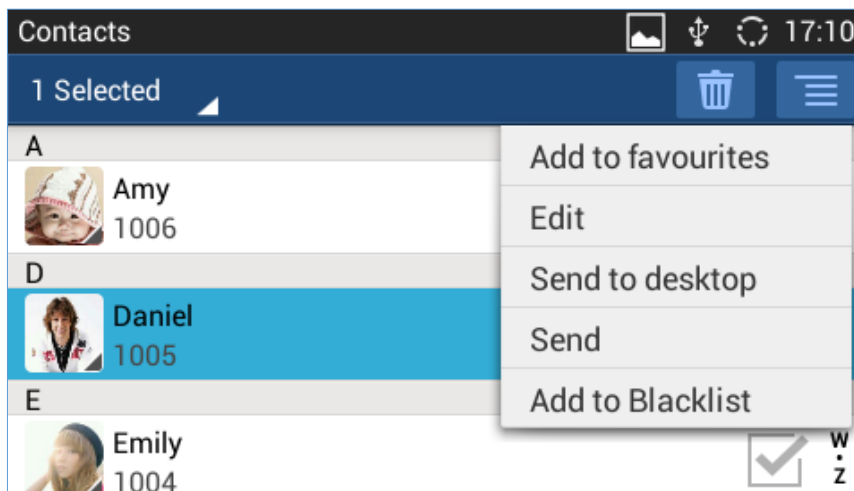 Contacts 17:10
1 Selected
A
Amy
1006
D
Daniel
1005
E
Emily
1004
Add to favourites
Edit
Send to desktop
Send
Add to Blacklist
W
Z